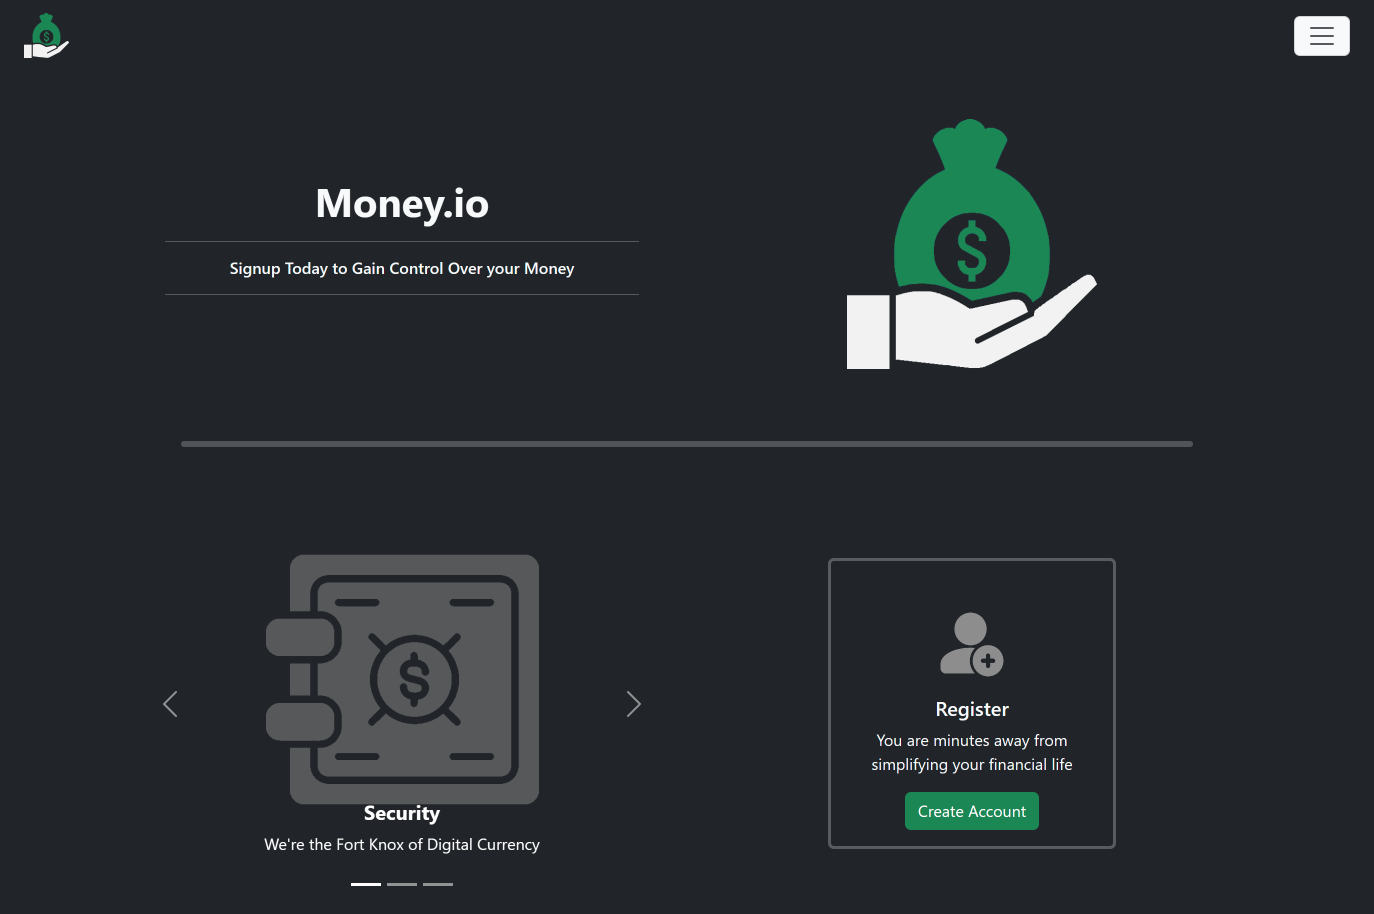 $
$
Money.io
Signup Today to Gain Control Over your Money
$
Security
We're the Fort Knox of Digital Currency
Register
You are minutes away from
simplifying your financial life
Create Account